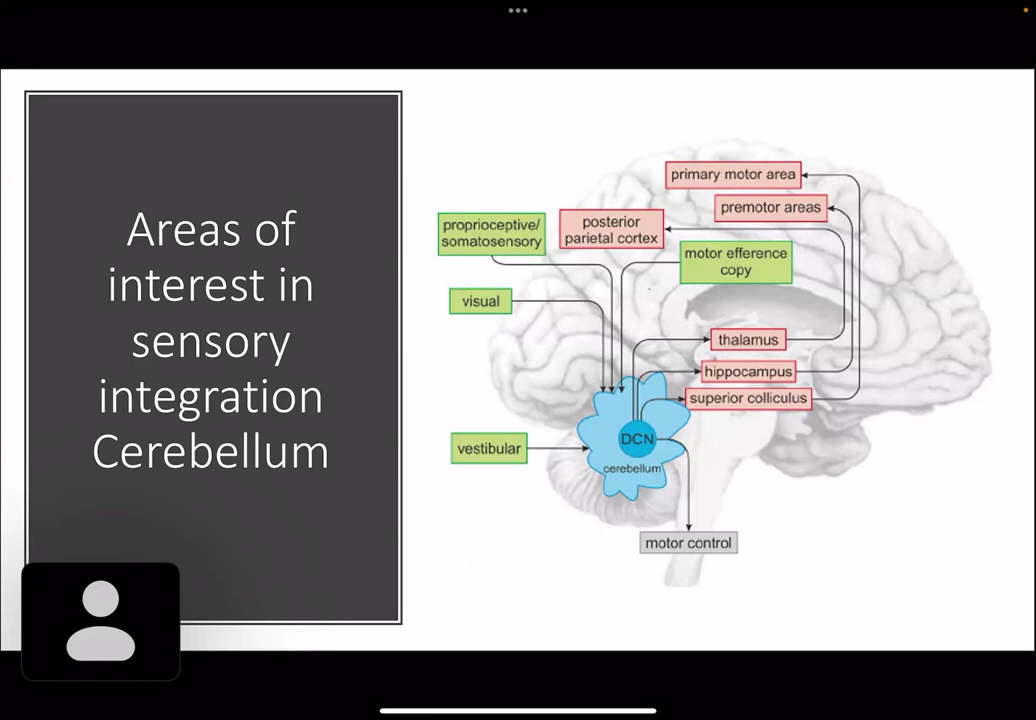 Areas of
interest in
sensory
integration
Cerebellum
primary motor area
premotor areas
proprioceptive/
somatosensory
posterior
parietal cortex
motor efference
copy
visual
thalamus
hippocampus
superior colliculus
vestibular
DCN
cerebellum
motor control